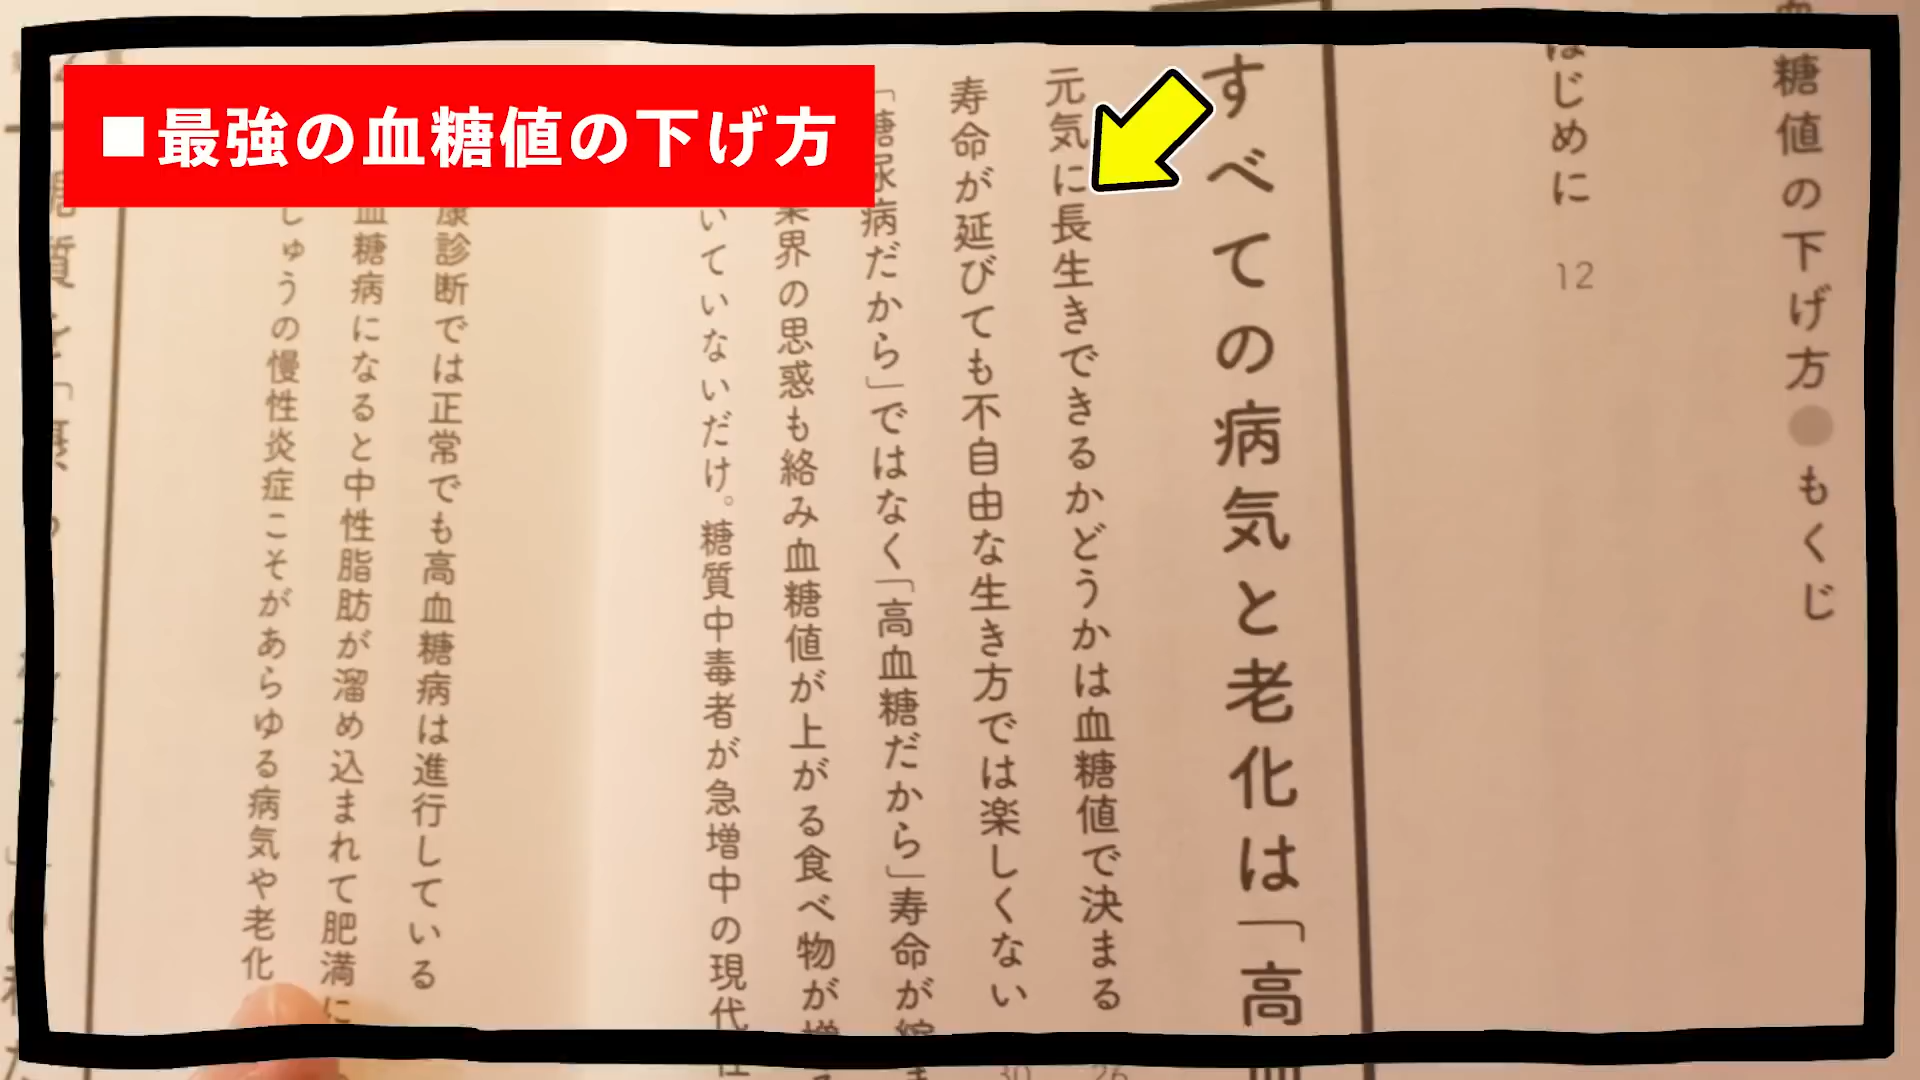 ■最強の血糖値の下げ方
糖値の下げ方●もくじ
はじめに 12
すべての病気と老化は「高
元気に長生きできるかどうかは血糖値で決まる 26
寿命が延びても不自由な生き方では楽しくない 30
「糖尿病だから」ではなく「高血糖だから」寿命が
業界の思惑も絡み血糖値が上がる食べ物が増
いていないだけ。糖質中毒者が急増中の現代社
康診断では正常でも高血糖病は進行している
血糖病になると中性脂肪が溜め込まれて肥満に
しゅうの慢性炎症こそがあらゆる病気や老化